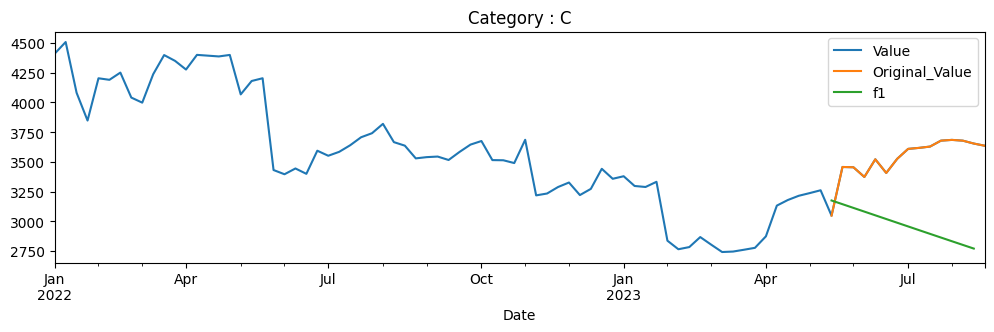 Category : C
4500
4250
4000
3750
3500
3250
3000
2750
Value
Original_Value
f1
Jan
2022
Apr
Jul
Oct
Jan
2023
Apr
Jul
Date